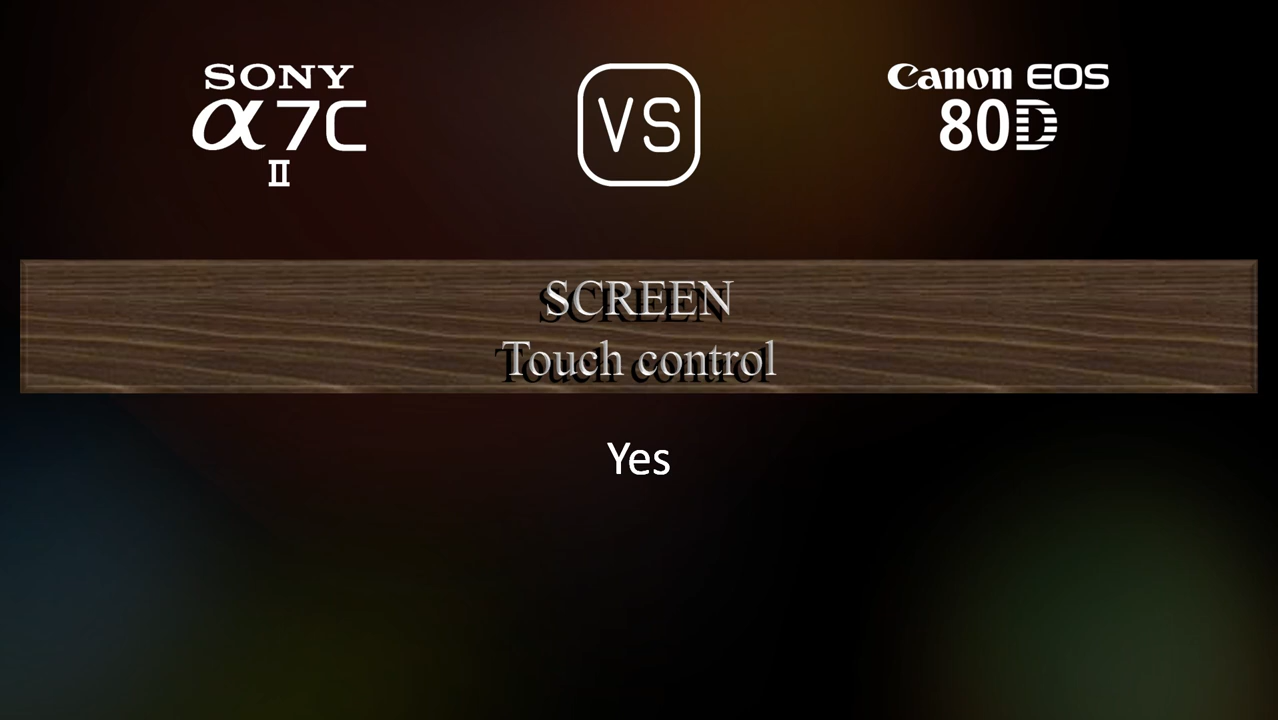 SONY
α7C
II
VS
Canon EOS
80D
SCREEN
Touch control
Yes